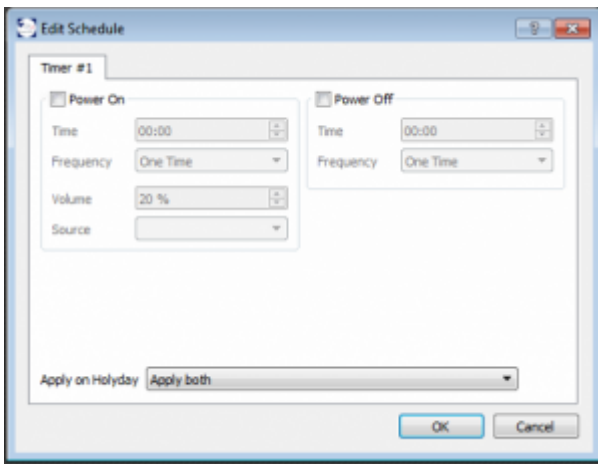 Edit Schedule
Timer #1
Power On
Time 00:00
Frequency One Time
Volume 20 %
Source
Power Off
Time 00:00
Frequency One Time
Apply on Holyday Apply both
OK Cancel